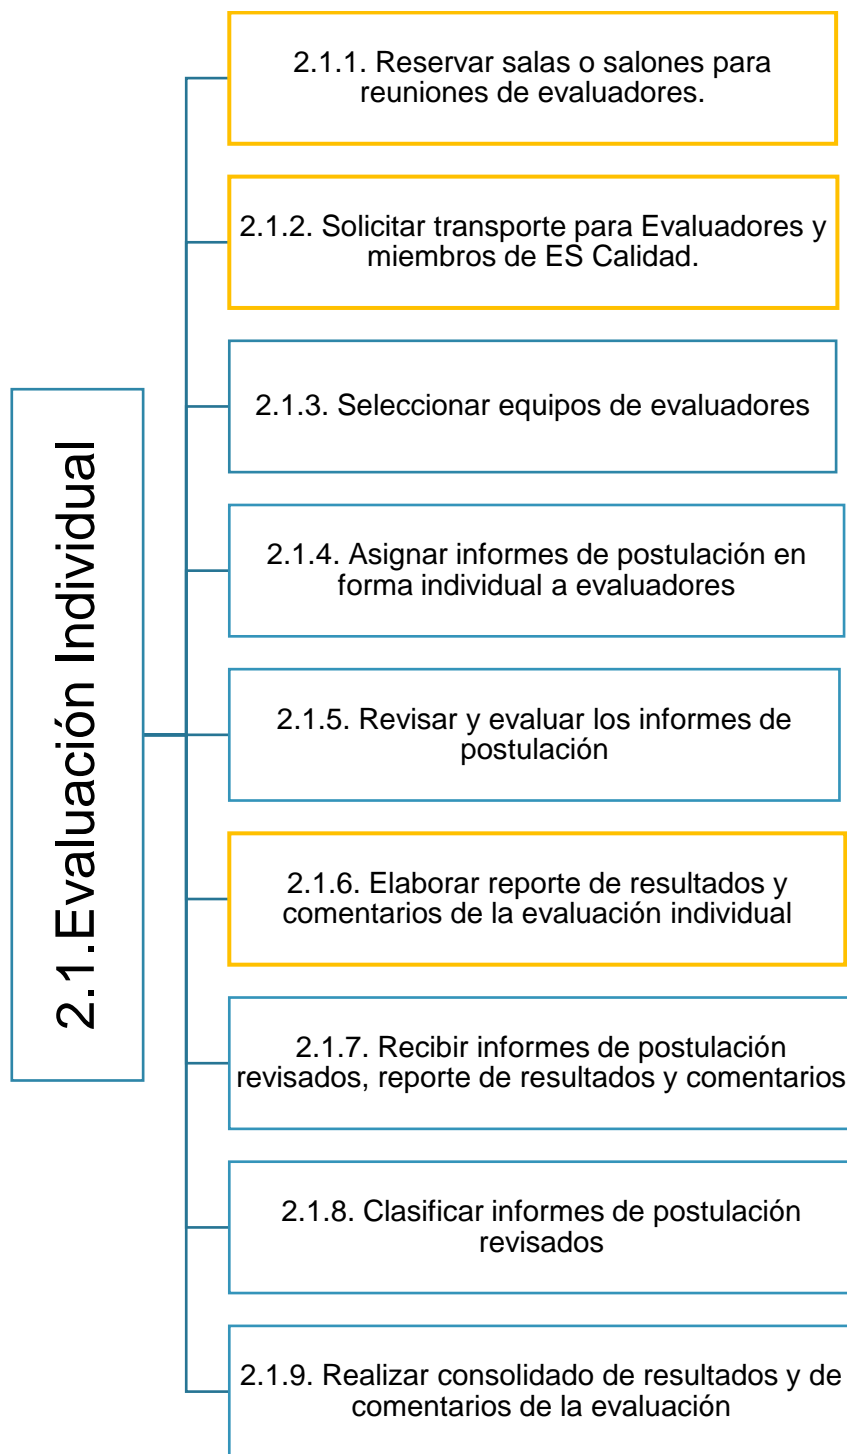 2.1.Evaluación Individual
2.1.1. Reservar salas o salones para
reuniones de evaluadores.
2.1.2. Solicitar transporte para Evaluadores y
miembros de ES Calidad.
2.1.3. Seleccionar equipos de evaluadores
2.1.4. Asignar informes de postulación en
forma individual a evaluadores
2.1.5. Revisar y evaluar los informes de
postulación
2.1.6. Elaborar reporte de resultados y
comentarios de la evaluación individual
2.1.7. Recibir informes de postulación
revisados, reporte de resultados y comentarios
2.1.8. Clasificar informes de postulación
revisados
2.1.9. Realizar consolidado de resultados y de
comentarios de la evaluación